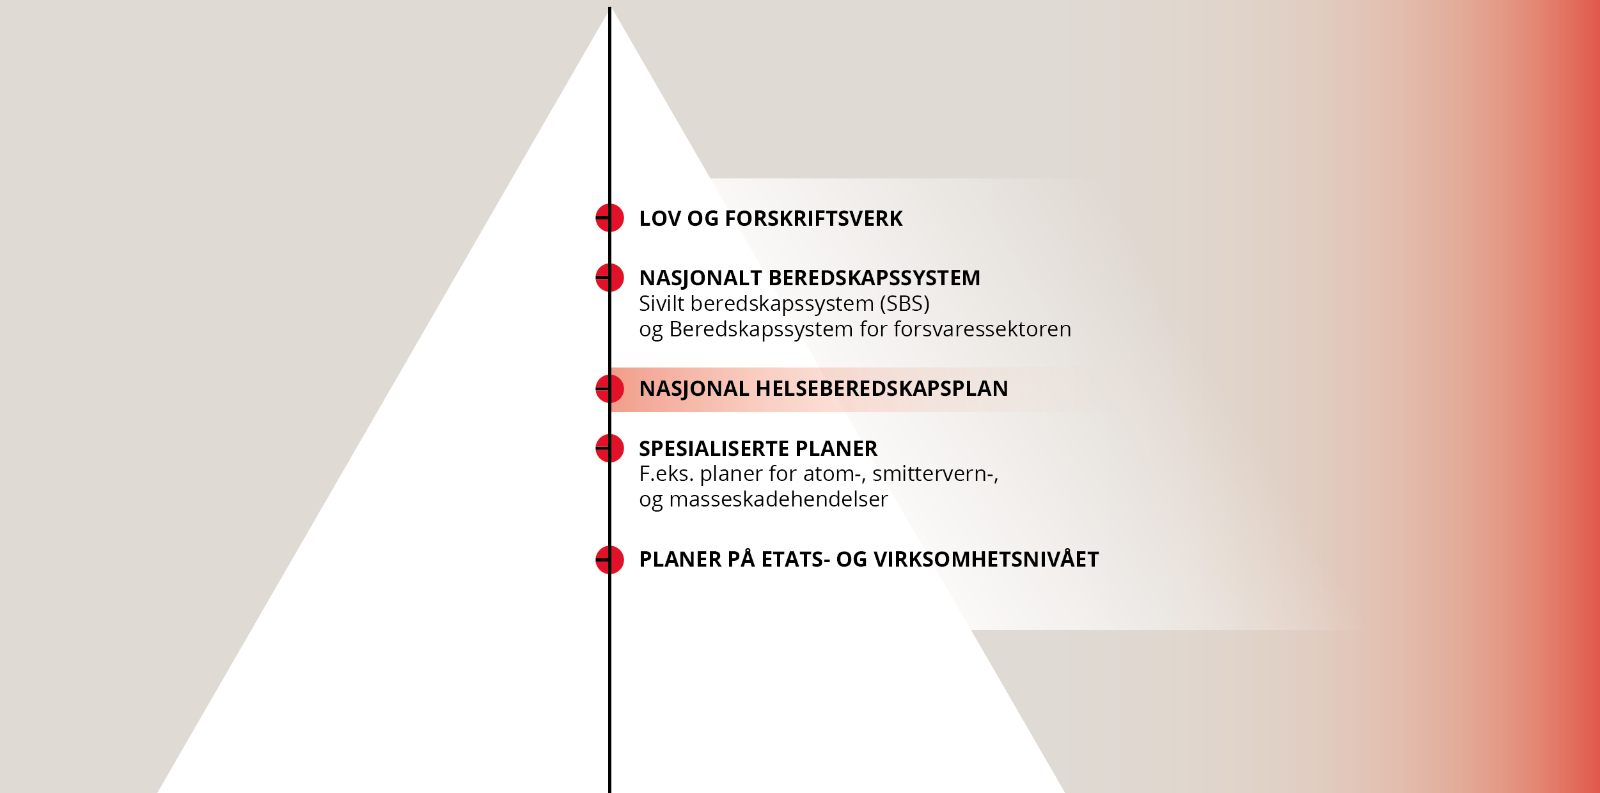 LOV OG FORSKRIFTSVERK
NASJONALT BEREDSKAPSSYSTEM
Sivilt beredskapssystem (SBS)
og Beredskapssystem for forsvaressektoren
NASJONAL HELSEBEREDSKAPSPLAN
SPESIALISERTE PLANER
F.eks. planer for atom-, smittervern-,
og masseskadehendelser
PLANER PÅ ETATS- OG VIRKSOMHETSNIVÅET